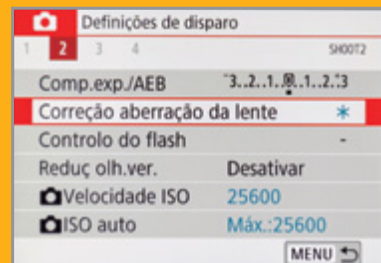 Definições de disparo
1 2 3 4 SHOOT2
Comp.exp./AEB -3..2..1..0..1..2..+3
Correção aberração da lente *
Controlo do flash -
Reduç olh.ver. Desativar
Velocidade ISO 25600
ISO auto Máx.:25600
MENU